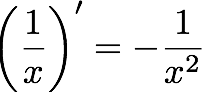 (1/x)′ = −1/x²